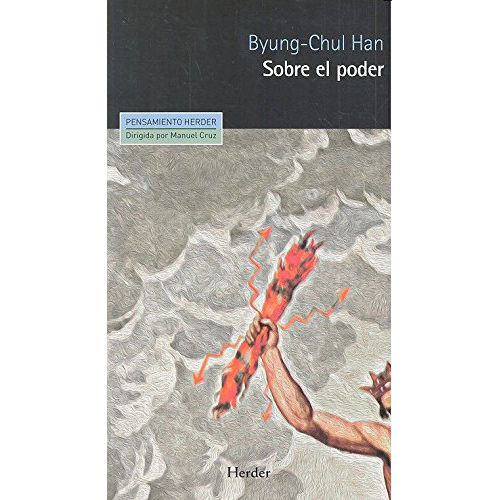 Byung-Chul Han
Sobre el poder
PENSAMIENTO HERDER
Dirigida por Manuel Cruz
Herder